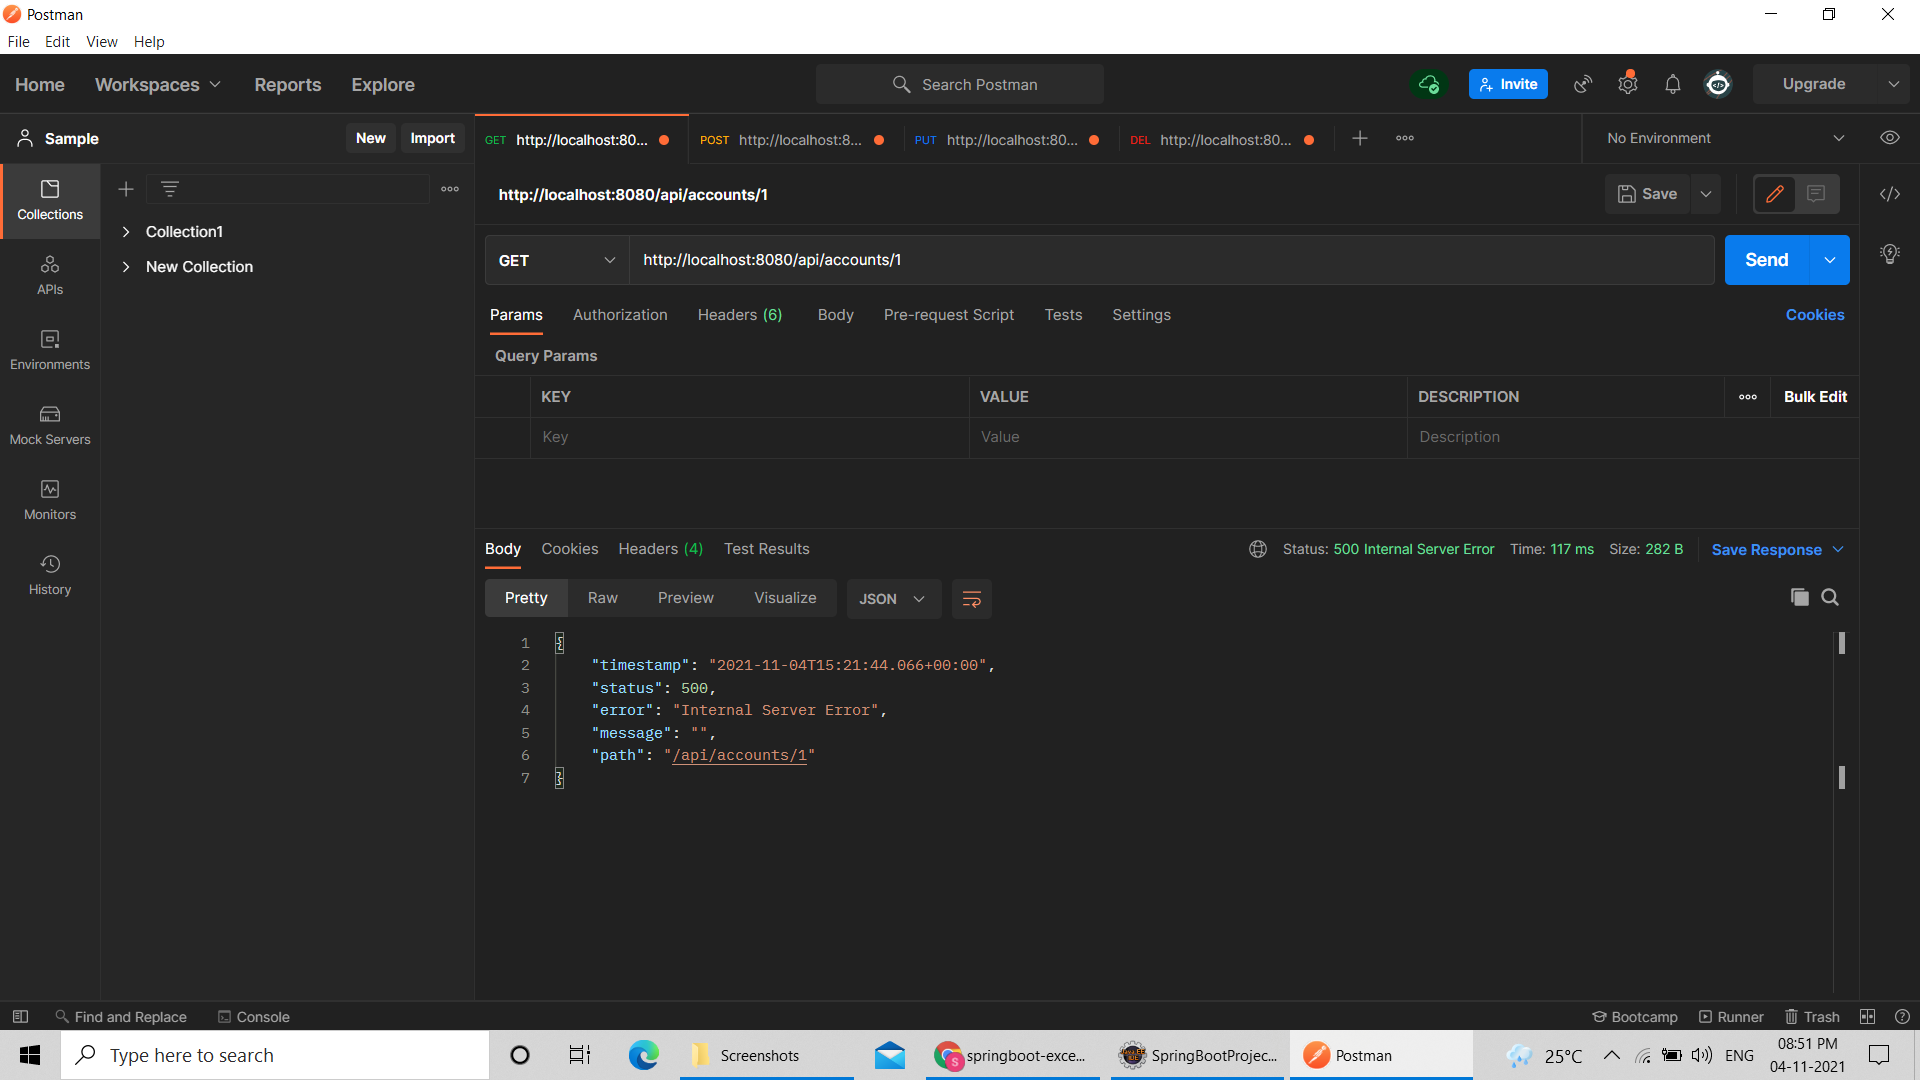 Postman
File Edit View Help
Home Workspaces Reports Explore Search Postman Invite Upgrade
Sample New Import GET http://localhost:80... POST http://localhost:8... PUT http://localhost:80... DEL http://localhost:80... No Environment
Collections
Collection1
New Collection
APIs
Environments
Mock Servers
Monitors
History
http://localhost:8080/api/accounts/1 Save
GET http://localhost:8080/api/accounts/1 Send
Params Authorization Headers (6) Body Pre-request Script Tests Settings Cookies
Query Params
KEY VALUE DESCRIPTION Bulk Edit
Key Value Description
Body Cookies Headers (4) Test Results Status: 500 Internal Server Error Time: 117 ms Size: 282 B Save Response
Pretty Raw Preview Visualize JSON
1 {
2 "timestamp": "2021-11-04T15:21:44.066+00:00",
3 "status": 500,
4 "error": "Internal Server Error",
5 "message": "",
6 "path": "/api/accounts/1"
7 }
Find and Replace Console Bootcamp Runner Trash
Type here to search Screenshots springboot-exce... SpringBootProjec... Postman 25°C ENG 08:51 PM
04-11-2021